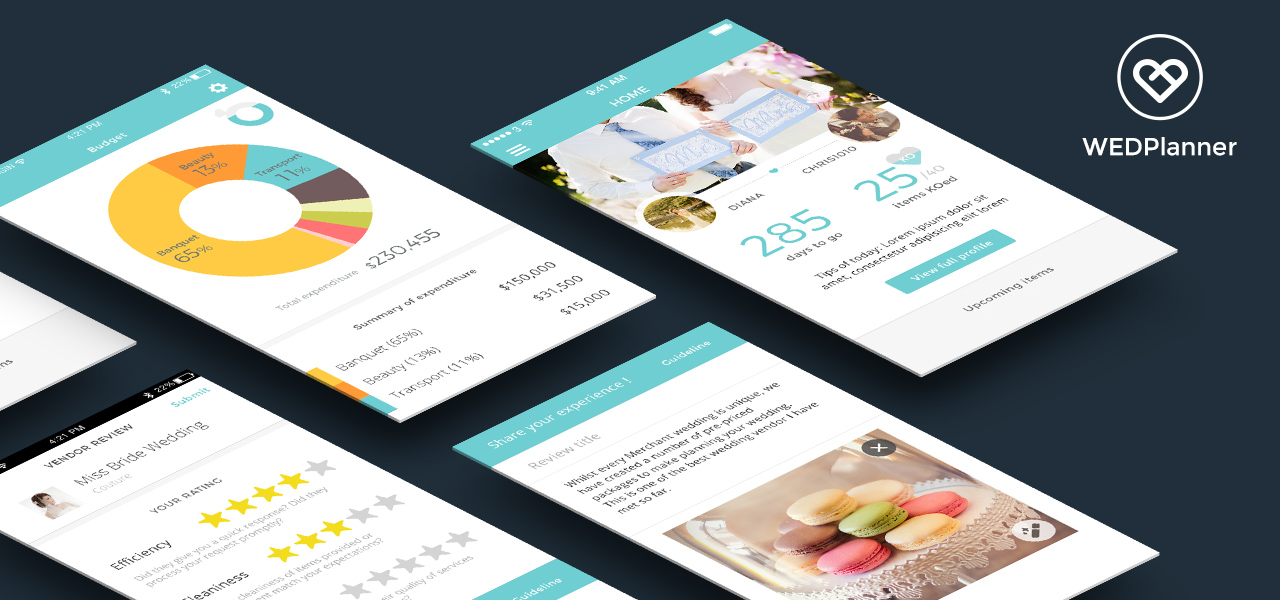 WEDPlanner
22%
4:21 PM
Budget
Beauty
13%
Transport
11%
Banquet
65%
Total expenditure $230,455
Summary of expenditure
Banquet (65%) $150,000
Beauty (13%) $31,500
Transport (11%) $15,000
3
9:41 AM
HOME
DIANA
CHRISTOTO
285
days to go
KO
25 /40
items KOed
Tips of today: Lorem ipsum dolor sit
amet, consectetur adipisicing elit lorem
View full profile
Upcoming items
4:21 PM
22%
VENDOR REVIEW
Submit
Miss Bride Wedding
Couture
YOUR RATING
Efficiency
Did they give you a quick response? Did they
process your request promptly?
cleaniness of items provided or
match your expectations?
quality of services
Guideline
Share your experience !
Guideline
Review title
Whilst every Merchant wedding is unique, we
have created a number of pre-priced
packages to make planning your wedding.
This is one of the best wedding vendor I have
met so far.